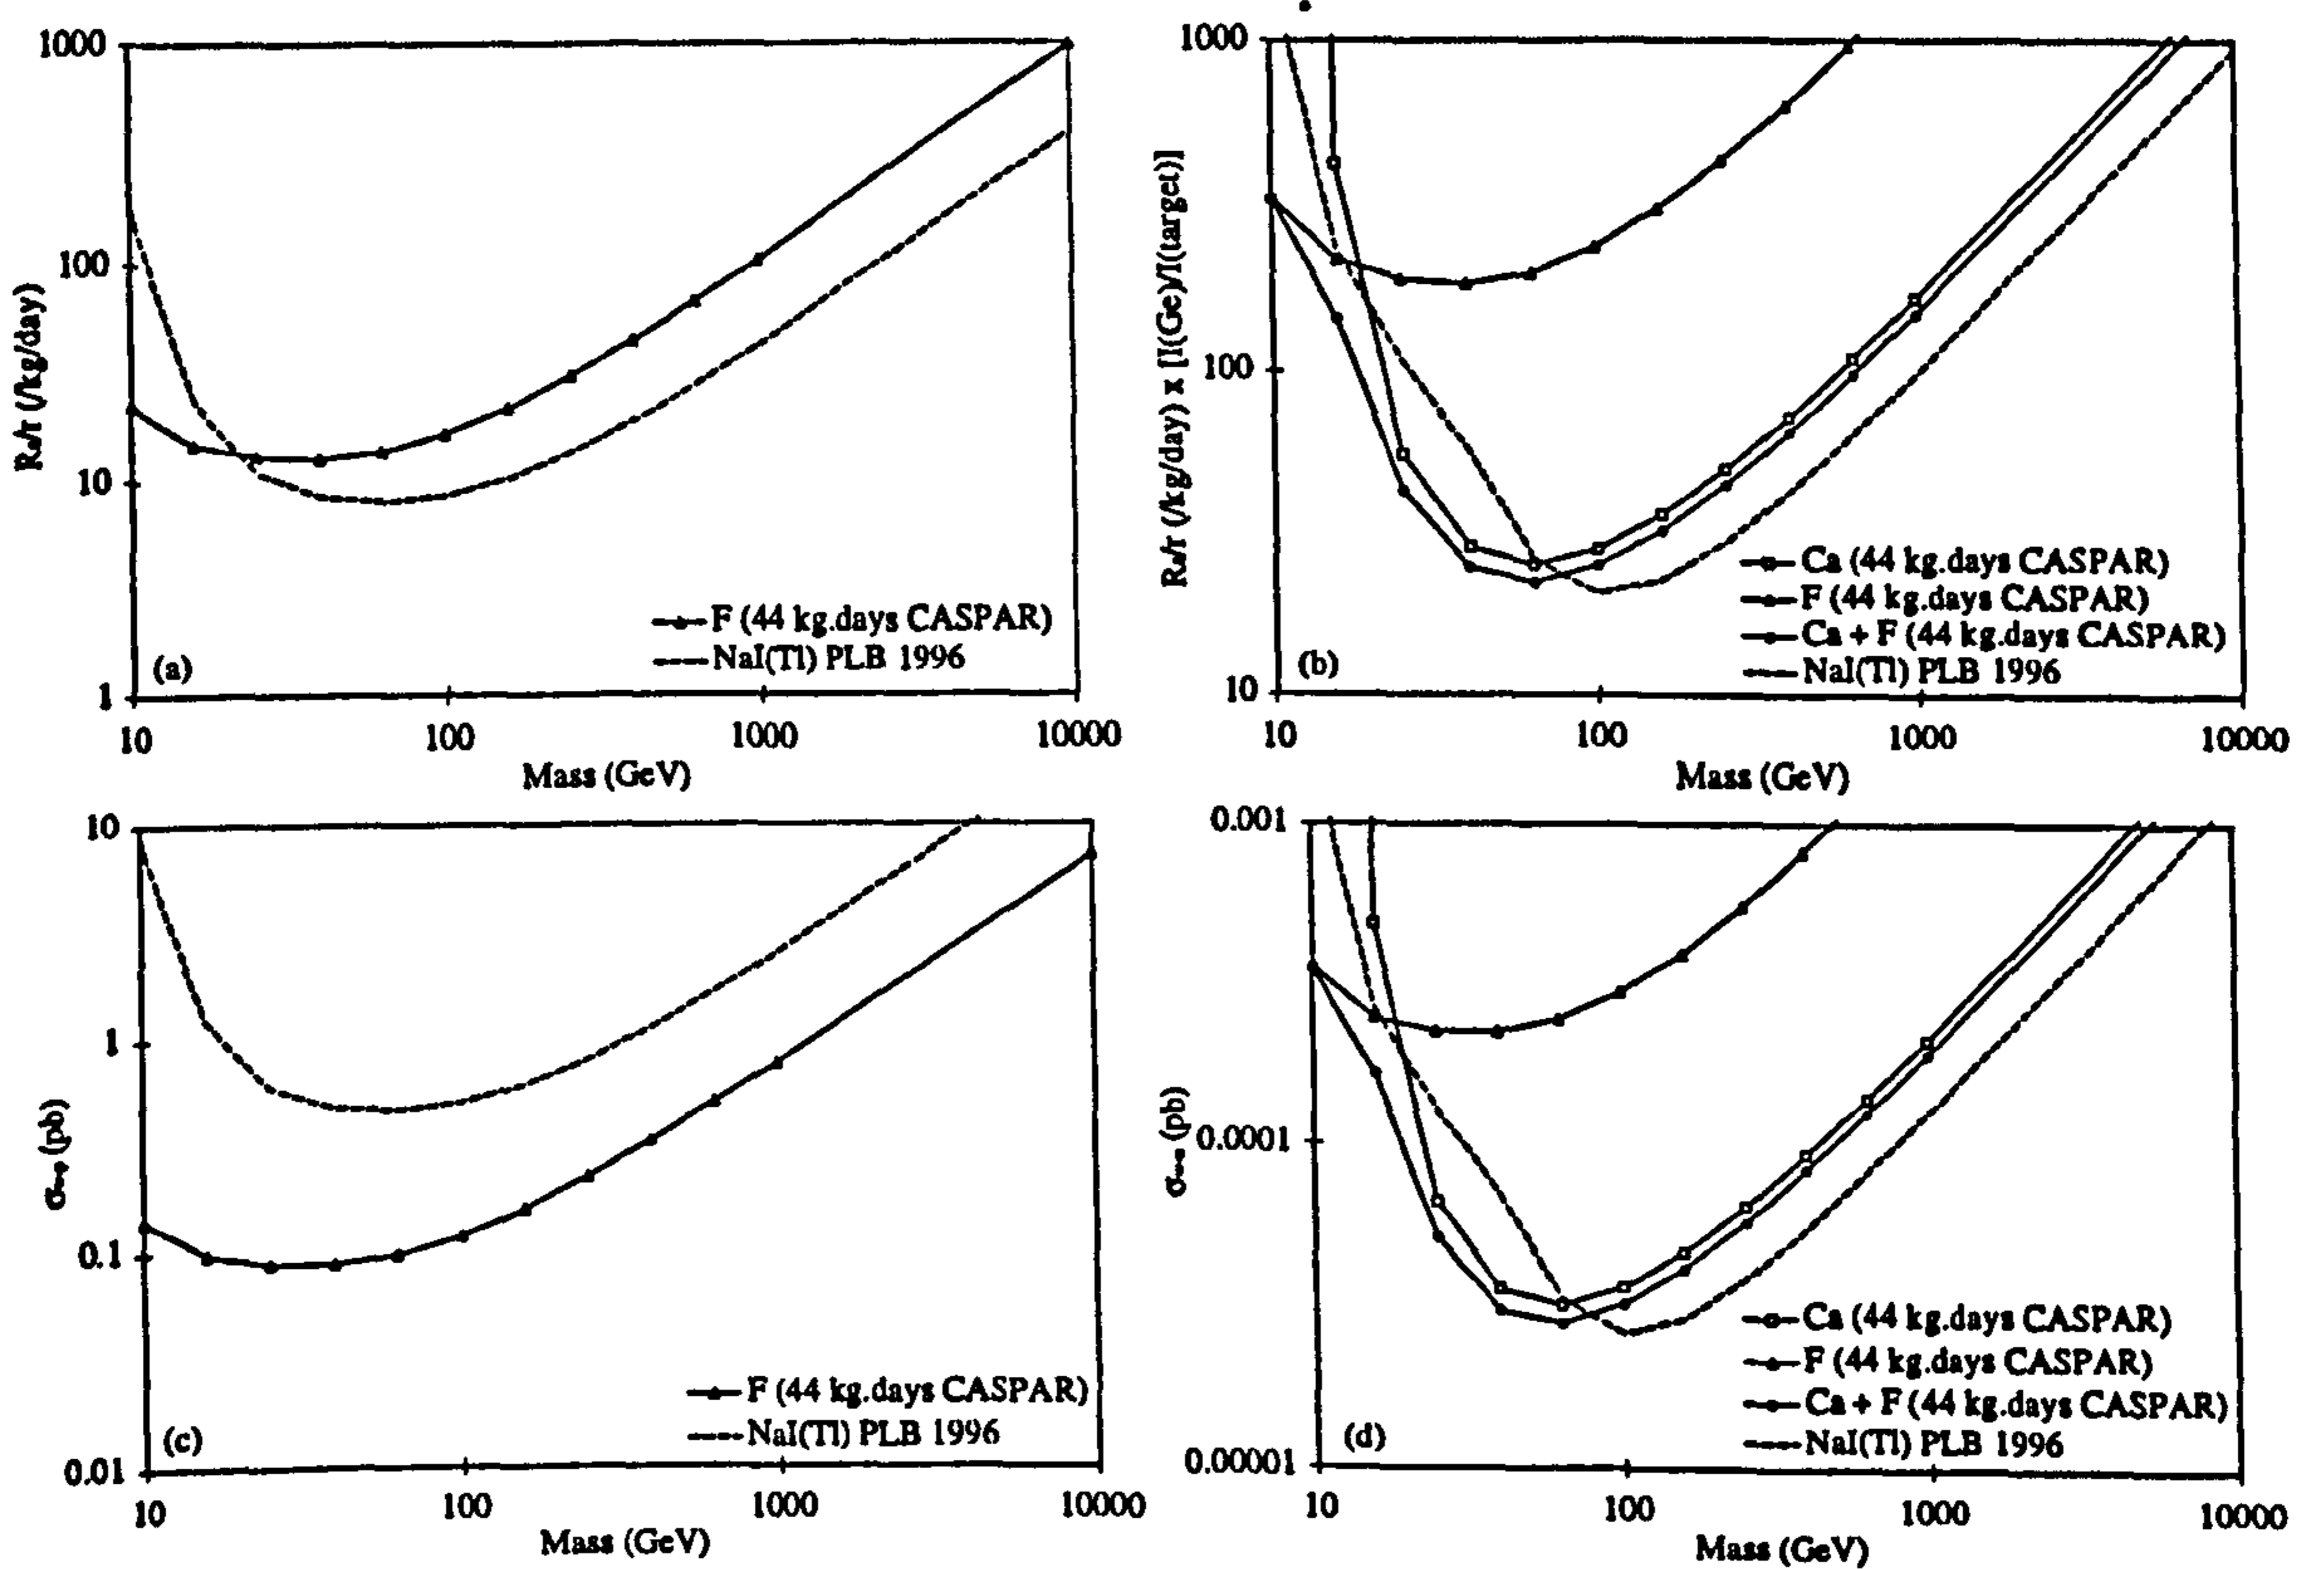 1000
100
10
1
R₀/r (/kg/day)
F (44 kg.days CASPAR)
NaI(Tl) PLB 1996
(a)
10 100 1000 10000
Mass (GeV)
1000
100
10
R₀/r (/kg/day) x [I(Ge)/I(target)]
Ca (44 kg.days CASPAR)
F (44 kg.days CASPAR)
Ca + F (44 kg.days CASPAR)
NaI(Tl) PLB 1996
(b)
10 100 1000 10000
Mass (GeV)
10
1
0.1
0.01
(pb)
F (44 kg.days CASPAR)
NaI(Tl) PLB 1996
(c)
10 100 1000 10000
Mass (GeV)
0.001
0.0001
0.00001
(pb)
Ca (44 kg.days CASPAR)
F (44 kg.days CASPAR)
Ca + F (44 kg.days CASPAR)
NaI(Tl) PLB 1996
(d)
10 100 1000 10000
Mass (GeV)